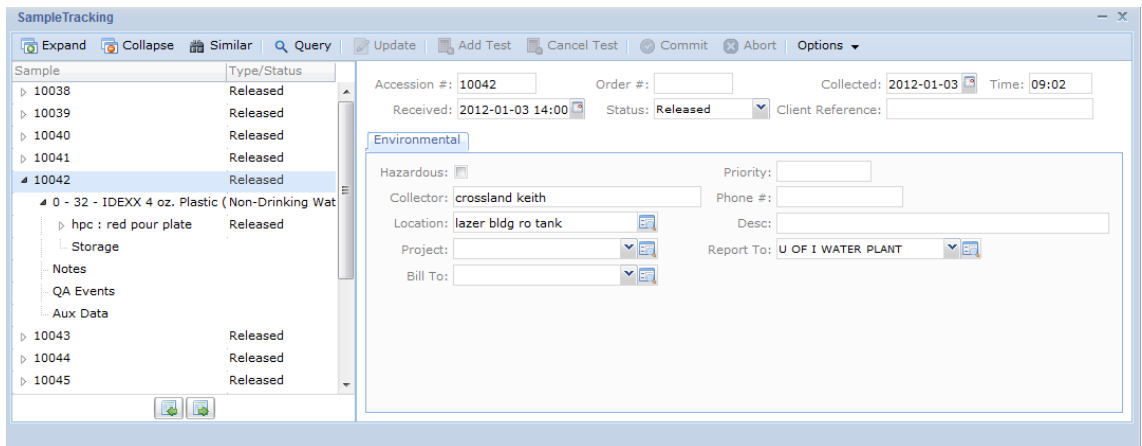 SampleTracking
Expand Collapse Similar Query Update Add Test Cancel Test Commit Abort Options
Sample Type/Status
10038 Released
10039 Released
10040 Released
10041 Released
10042 Released
0 - 32 - IDEXX 4 oz. Plastic ( Non-Drinking Wat
hpc : red pour plate Released
Storage
Notes
QA Events
Aux Data
10043 Released
10044 Released
10045 Released
Accession #: 10042 Order #: Collected: 2012-01-03 Time: 09:02
Received: 2012-01-03 14:00 Status: Released Client Reference:
Environmental
Hazardous: Priority:
Collector: crossland keith Phone #:
Location: lazer bldg ro tank Desc:
Project: Report To: U OF I WATER PLANT
Bill To: